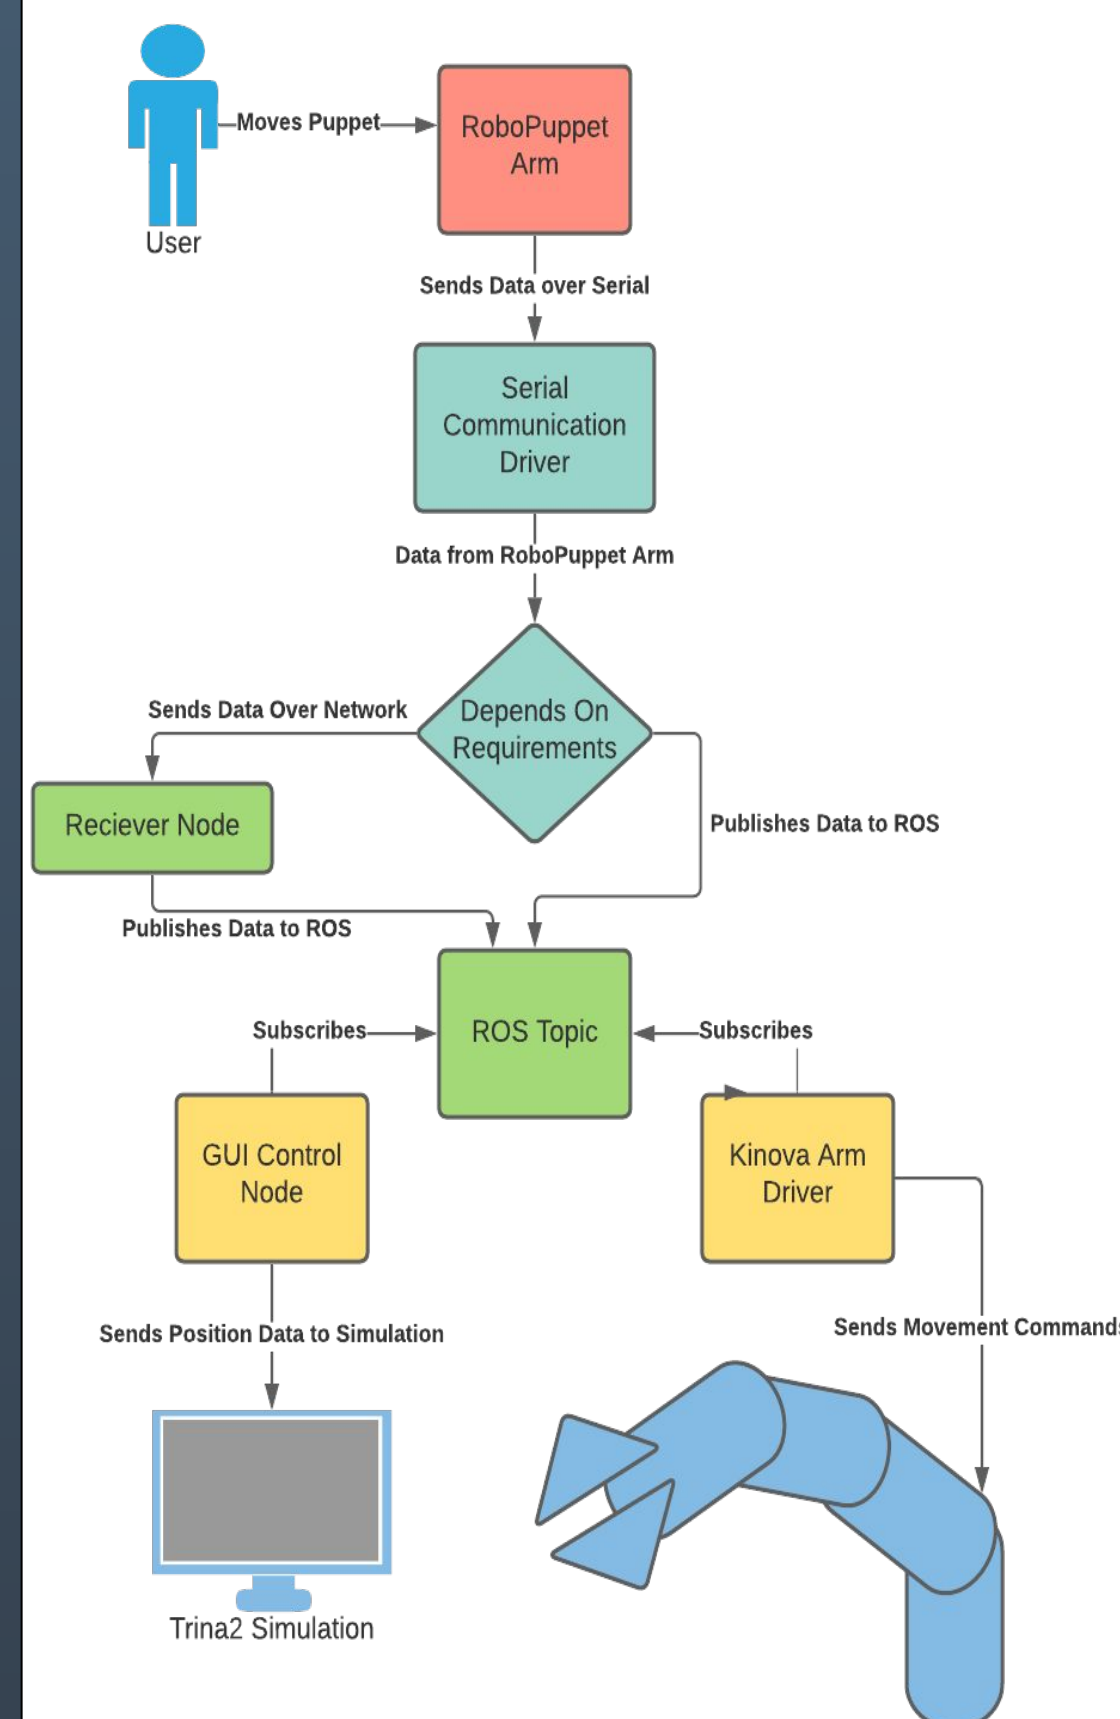 Moves Puppet
RoboPuppet
Arm
User
Sends Data over Serial
Serial
Communication
Driver
Data from RoboPuppet Arm
Sends Data Over Network
Depends On
Requirements
Reciever Node
Publishes Data to ROS
Publishes Data to ROS
Subscribes
ROS Topic
Subscribes
GUI Control
Node
Kinova Arm
Driver
Sends Position Data to Simulation
Sends Movement Commands
Trina2 Simulation